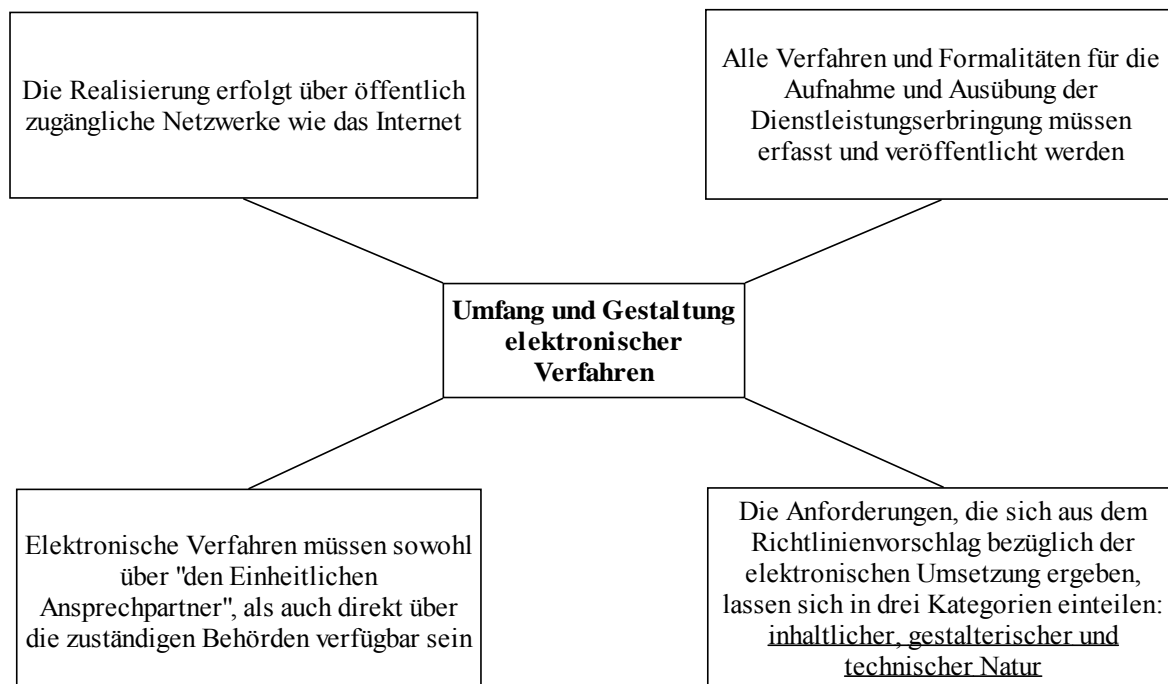 Die Realisierung erfolgt über öffentlich
zugängliche Netzwerke wie das Internet
Alle Verfahren und Formalitäten für die
Aufnahme und Ausübung der
Dienstleistungserbringung müssen
erfasst und veröffentlicht werden
Umfang und Gestaltung
elektronischer
Verfahren
Elektronische Verfahren müssen sowohl
über "den Einheitlichen
Ansprechpartner", als auch direkt über
die zuständigen Behörden verfügbar sein
Die Anforderungen, die sich aus dem
Richtlinienvorschlag bezüglich der
elektronischen Umsetzung ergeben,
lassen sich in drei Kategorien einteilen:
inhaltlicher, gestalterischer und
technischer Natur